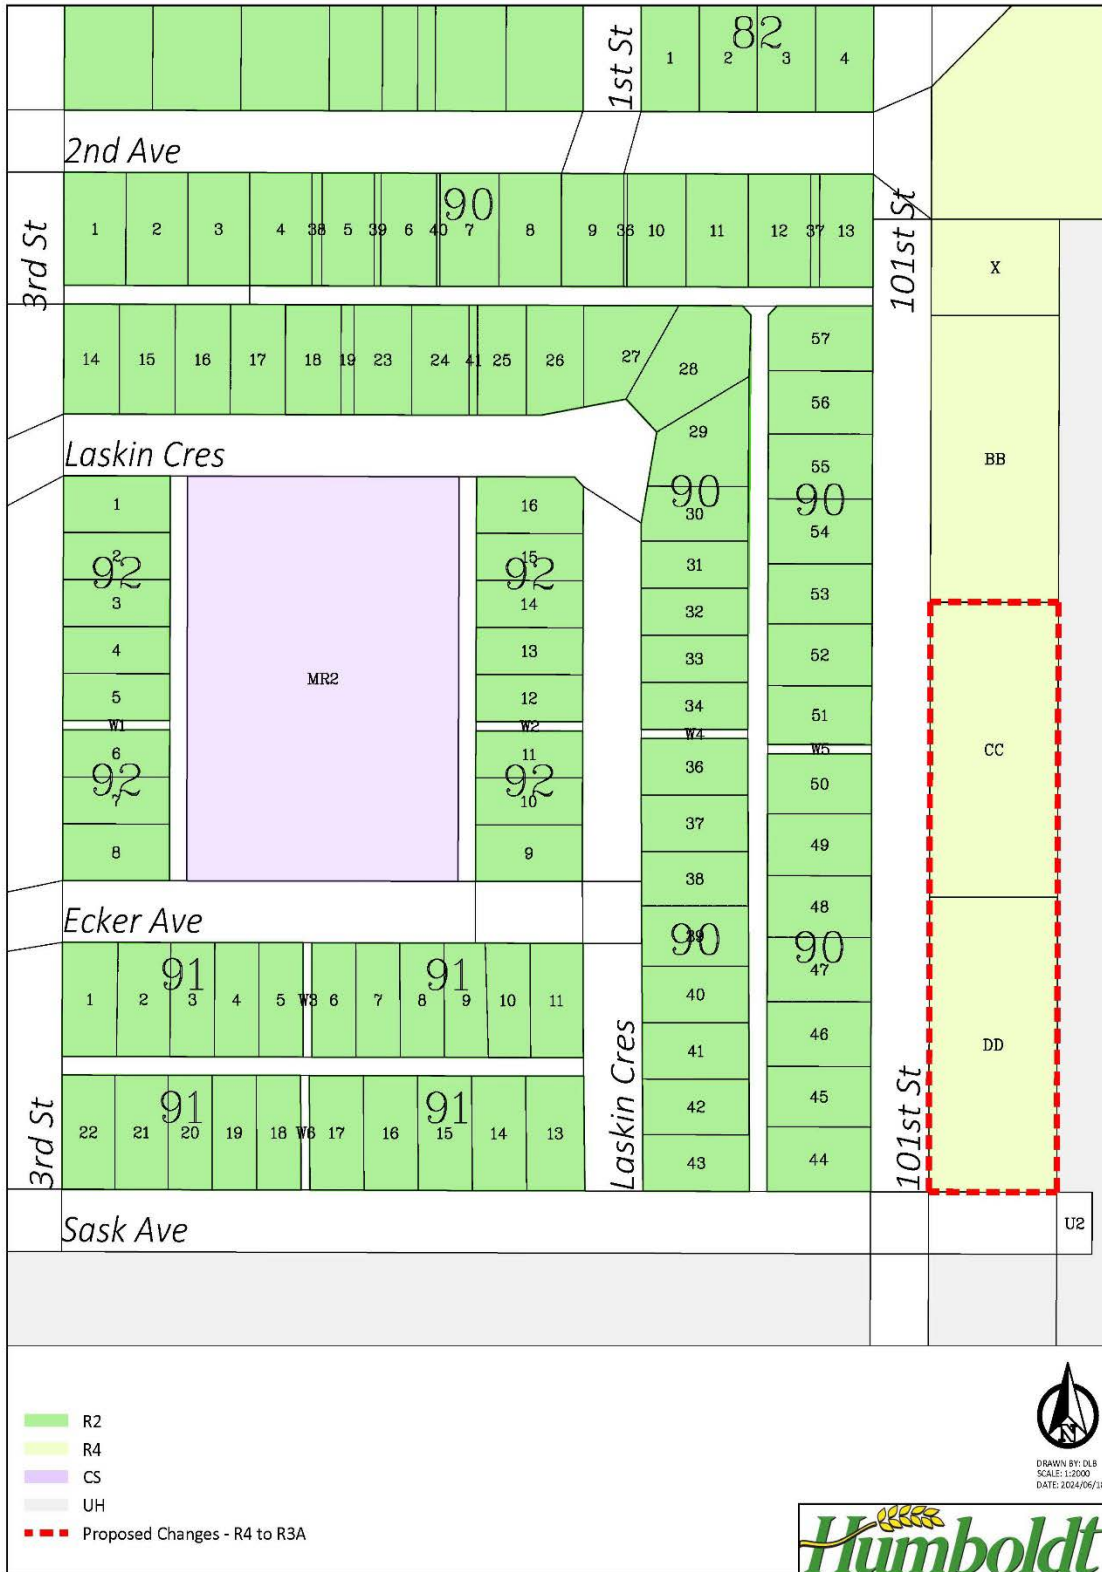 82
1st St
1 2 3 4
2nd Ave
90
1 2 3 4 38 5 39 6 40 7 8 9 36 10 11 12 37 13
3rd St
101st St
X
14 15 16 17 18 19 23 24 41 25 26 27 28
57
56
29
55
BB
Laskin Cres
90
90
1
16
30
54
2
15
92
92
31
53
3
14
32
4
13
33
52
MR2
5
12
34
51
W1
W2
W4
W5
CC
6
11
36
50
92
92
7
10
37
49
8
9
38
48
Ecker Ave
39
90
90
47
91
91
1 2 3 4 5 W3 6 7 8 9 10 11
40
46
41
DD
45
Laskin Cres
3rd St
101st St
91
91
22 21 20 19 18 W6 17 16 15 14 13
42
43
44
Sask Ave
U2
R2
R4
CS
UH
Proposed Changes - R4 to R3A
N
DRAWN BY: DLB
SCALE: 1:2000
DATE: 2024/06/18
Humboldt